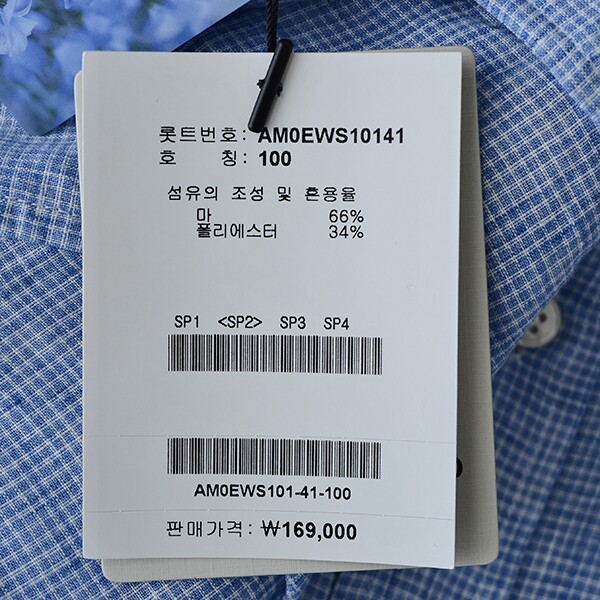 롯트번호: AM0EWS10141
호 칭: 100
섬유의 조성 및 흔용율
마 66%
폴리에스터 34%
SP1 <SP2> SP3 SP4
AM0EWS101-41-100
판매가격: ₩169,000